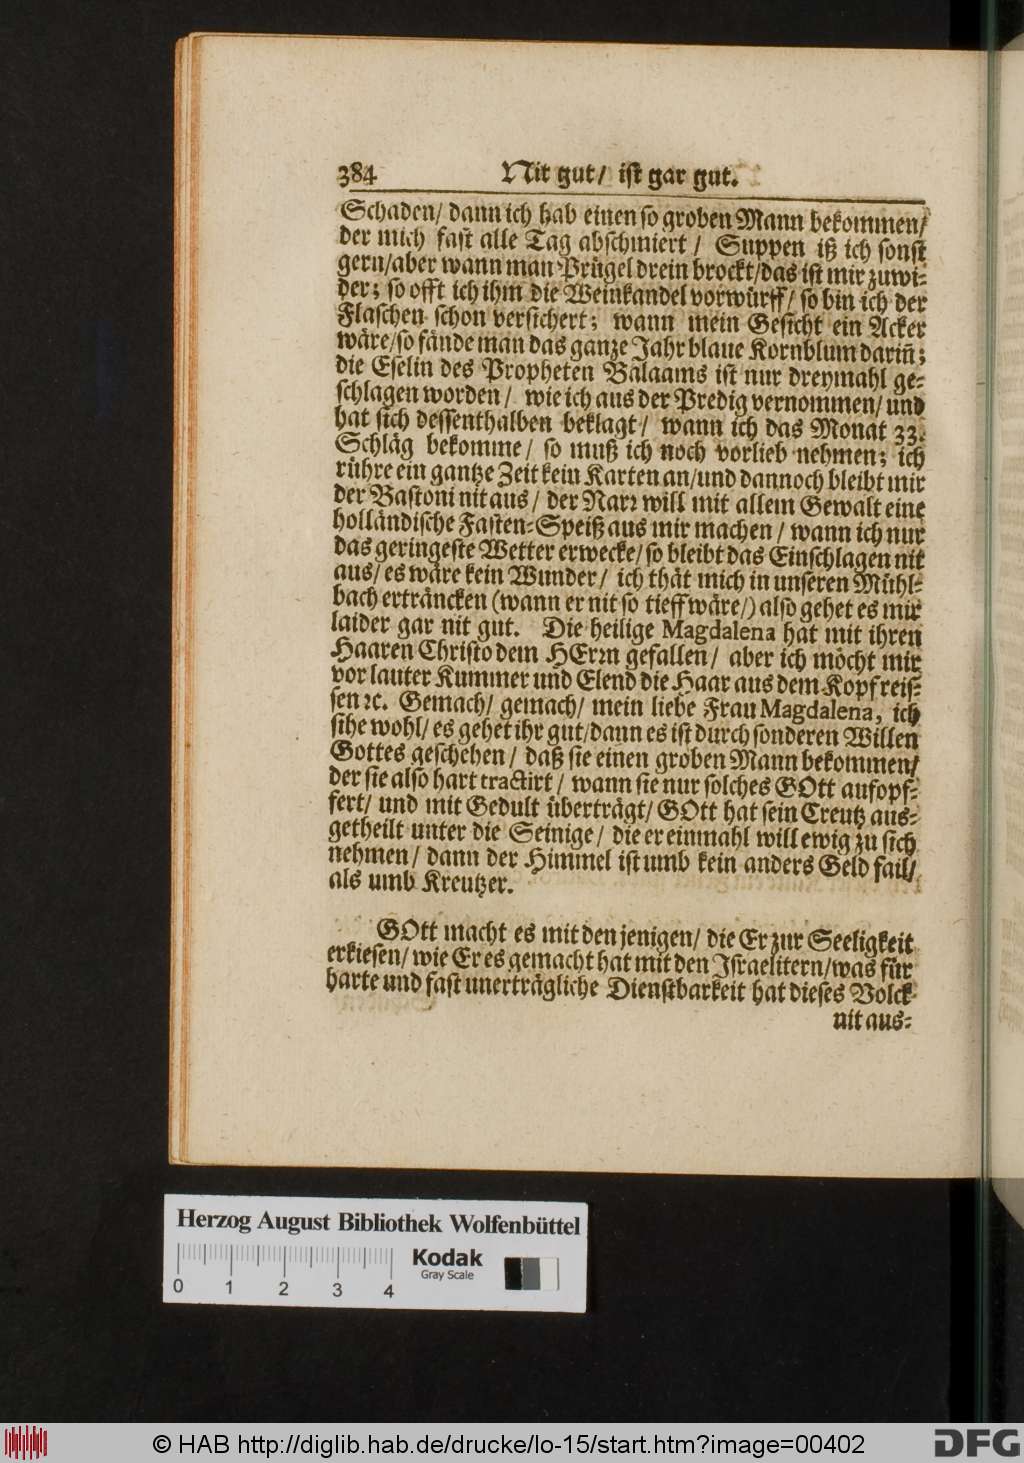 384 Nit gut/ ist gar gut.
Schaden/ dann ich hab einen so groben Mann bekommen/
der mich fast alle Tag abschmiert/ Suppen iß ich sonst
gern/aber wann man Prügel drein brockt/das ist mir zuwi-
der; so offt ich ihm die Weinkandel vorwürff/ so bin ich der
Flaschen schon versichert; wann mein Gesicht ein Acker
wäre/so fände man das ganze Jahr blaue Kornblum dariñ;
die Eselin des Propheten Balaams ist nur dreymahl ge-
schlagen worden/ wie ich aus der Predig vernommen/ und
hat sich dessenthalben beklagt/ wann ich das Monat 33.
Schläg bekomme/ so muß ich noch vorlieb nehmen; ich
rühre ein gantze Zeit kein Karten an/und dannoch bleibt mir
der Bastoni nit aus/ der Narr will mit allem Gewalt eine
holländische Fasten-Speiß aus mir machen/ wann ich nur
das geringeste Wetter erwecke/ so bleibt das Einschlagen nit
aus/ es wäre kein Wunder/ ich thät mich in unseren Mühl-
bach erträncken (wann er nit so tieff wäre/) also gehet es mir
laider gar nit gut. Die heilige Magdalena hat mit ihren
Haaren Christo dem HErrn gefallen/ aber ich möcht mir
vor lauter Kummer und Elend die Haar aus dem Kopf reis-
sen ꝛc. Gemach/ gemach/ mein liebe Frau Magdalena, ich
sihe wohl/ es gehet ihr gut/dann es ist durch sonderen Willen
Gottes geschehen/ daß sie einen groben Mann bekommen/
der sie also hart tractirt/ wann sie nur solches GOtt aufopf-
fert/ und mit Gedult überträgt/ GOtt hat sein Creutz aus-
getheilt unter die Seinige/ die er einmahl will ewig zu sich
nehmen/ dann der Himmel ist umb kein anders Geld fail/
als umb Kreutzer.
GOtt macht es mit den jenigen/ die Er zur Seeligkeit
erkiesen/ wie Er es gemacht hat mit den Israelitern/was für
harte und fast unerträgliche Dienstbarkeit hat dieses Volck
nit aus-
Herzog August Bibliothek Wolfenbüttel
0 1 2 3 4
Kodak
Gray Scale
© HAB http://diglib.hab.de/drucke/lo-15/start.htm?image=00402
DFG